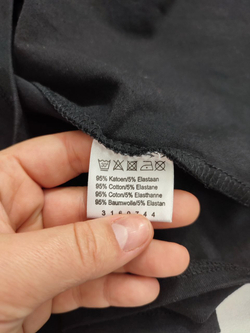 95% Katoen/5% Elastaan
95% Cotton/5% Elastane
95% Coton/5% Elasthanne
95% Baumwolle/5% Elastan
3160744